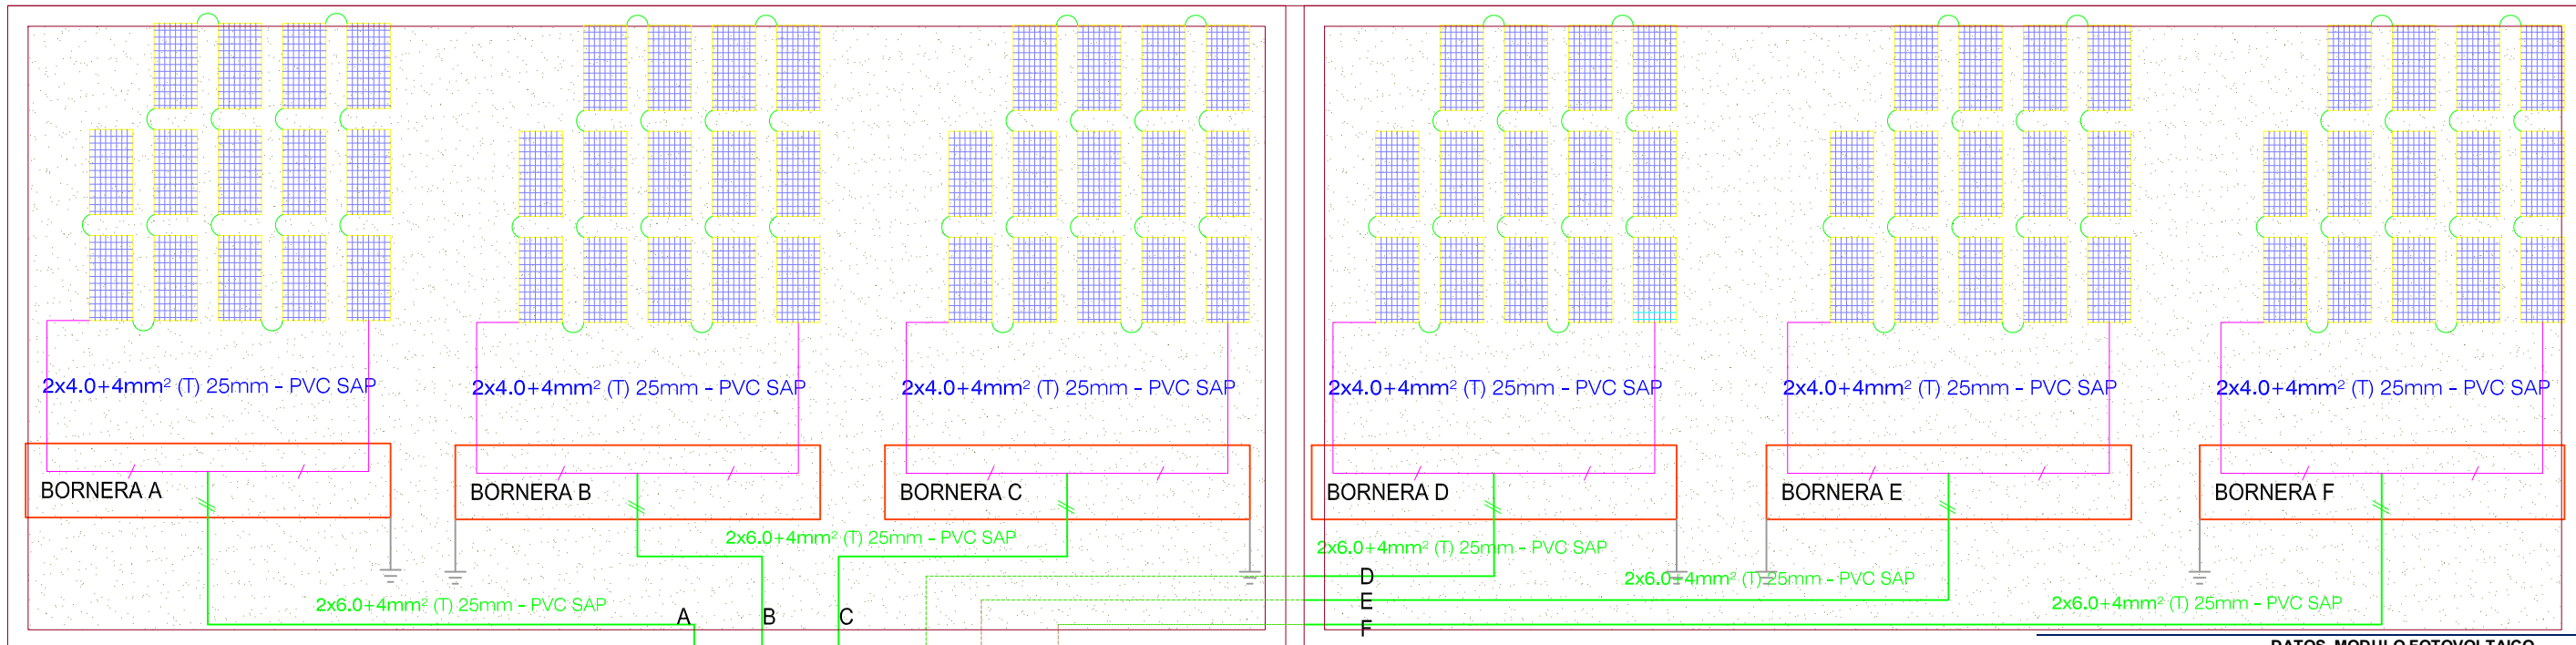 2x4.0+4mm² (T) 25mm - PVC SAP
2x4.0+4mm² (T) 25mm - PVC SAP
2x4.0+4mm² (T) 25mm - PVC SAP
2x4.0+4mm² (T) 25mm - PVC SAP
2x4.0+4mm² (T) 25mm - PVC SAP
2x4.0+4mm² (T) 25mm - PVC SAP
BORNERA A
BORNERA B
BORNERA C
BORNERA D
BORNERA E
BORNERA F
2x6.0+4mm² (T) 25mm - PVC SAP
2x6.0+4mm² (T) 25mm - PVC SAP
D
2x6.0+4mm² (T) 25mm - PVC SAP
E
2x6.0+4mm² (T) 25mm - PVC SAP
2x6.0+4mm² (T) 25mm - PVC SAP
A
B
C
F
DATOS MODULO FOTOVOLTAICO